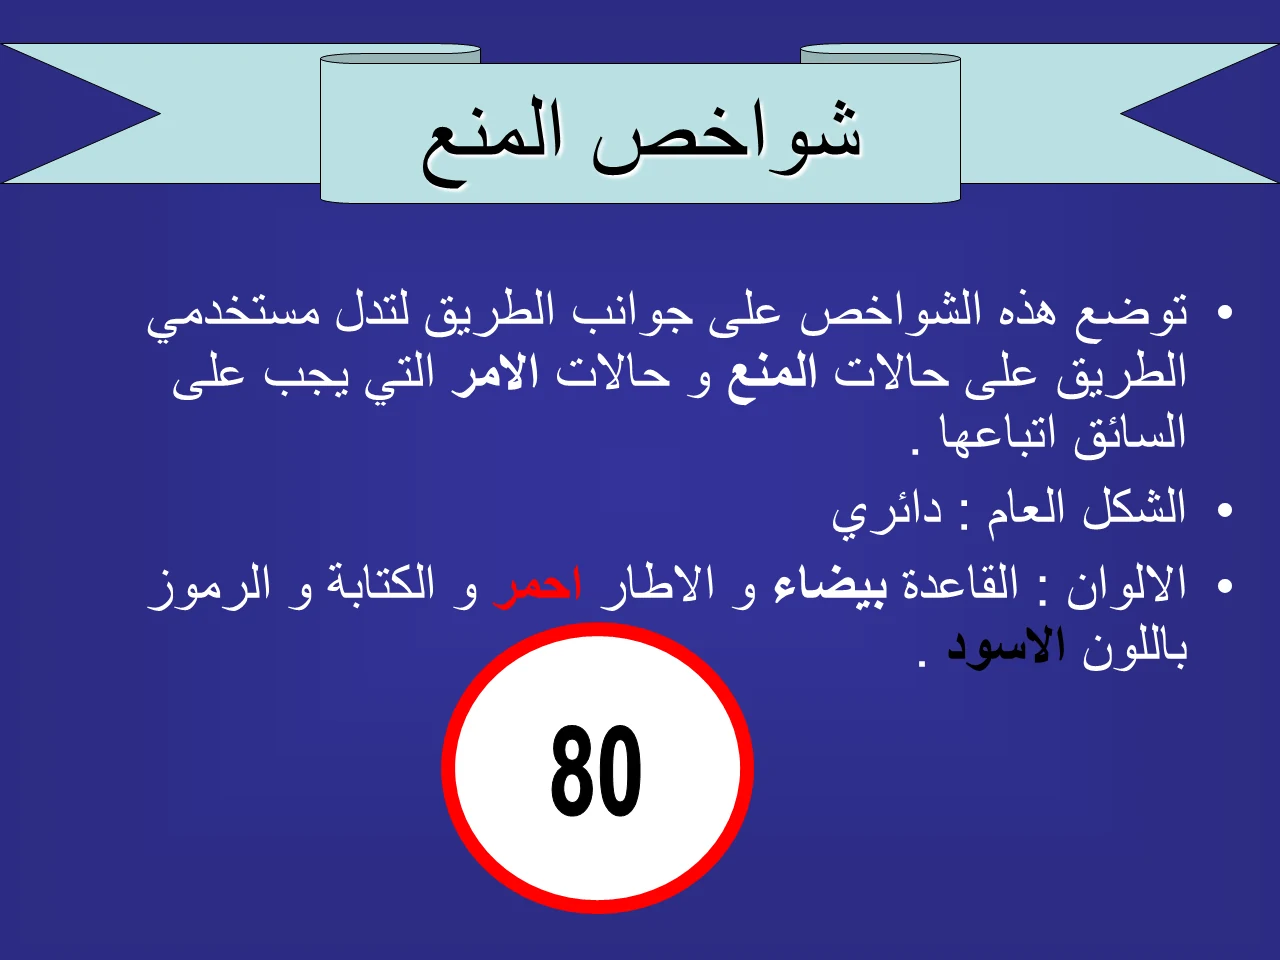 شواخص المنع
• توضع هذه الشواخص على جوانب الطريق لتدل مستخدمي
الطريق على حالات المنع و حالات الامر التي يجب على
السائق اتباعها .
• الشكل العام : دائري
• الالوان : القاعدة بيضاء و الاطار احمر و الكتابة و الرموز
باللون الاسود .
80